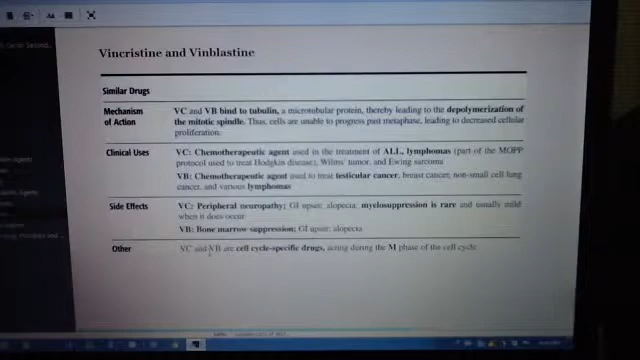 Vincristine and Vinblastine
Similar Drugs
Mechanism of Action
VC and VB bind to tubulin, a microtubular protein, thereby leading to the depolymerization of
the mitotic spindle. Thus, cells are unable to progress past metaphase, leading to decreased cellular
proliferation.
Clinical Uses
VC: Chemotherapeutic agent used in the treatment of ALL, lymphomas (part of the MOPP
protocol used to treat Hodgkin disease), Wilms' tumor, and Ewing sarcoma
VB: Chemotherapeutic agent used to treat testicular cancer, breast cancer, non-small cell lung
cancer, and various lymphomas
Side Effects
VC: Peripheral neuropathy; GI upset; alopecia; myelosuppression is rare and usually mild
when it does occur
VB: Bone marrow suppression; GI upset; alopecia
Other
VC and VB are cell cycle-specific drugs, acting during the M phase of the cell cycle